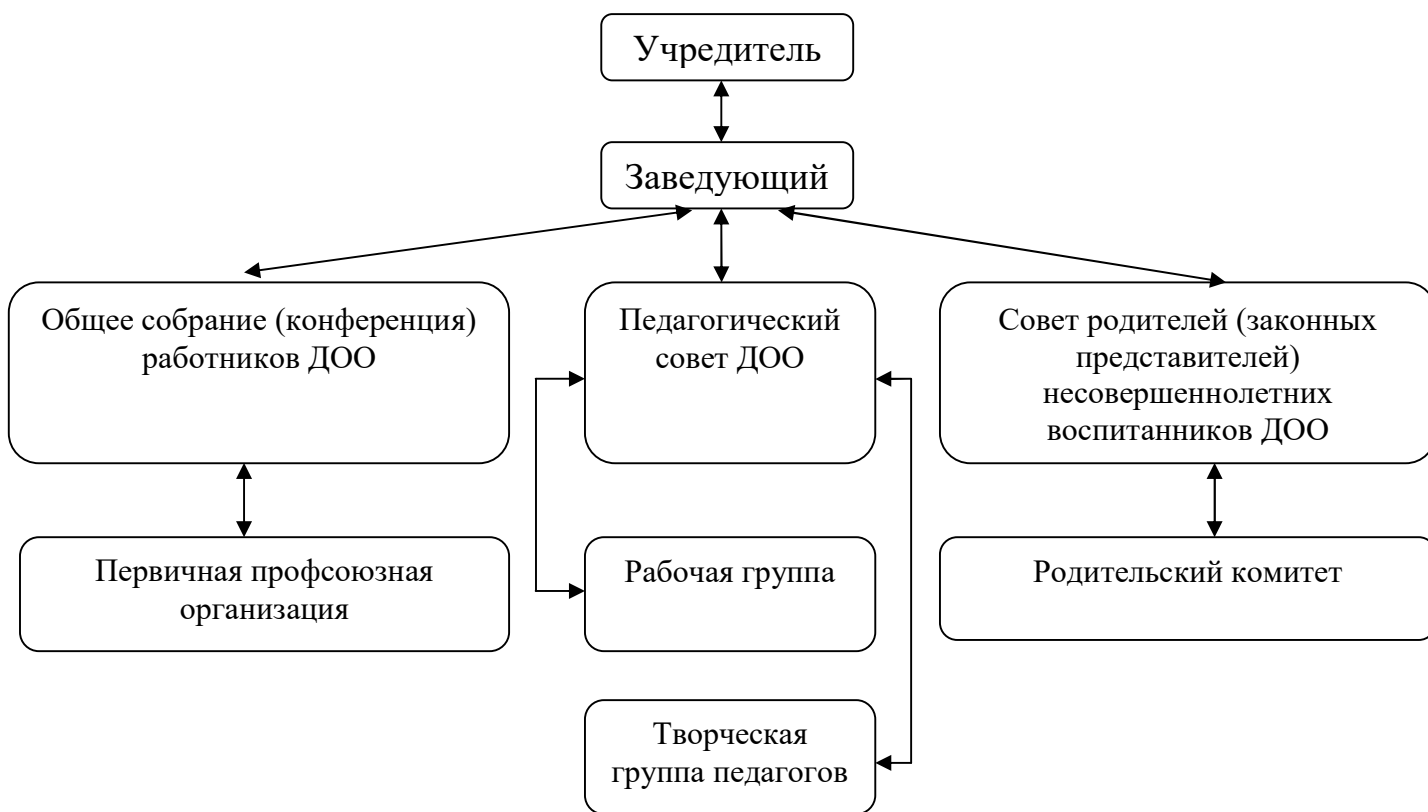 Учредитель
Заведующий
Общее собрание (конференция)
работников ДОО
Педагогический
совет ДОО
Совет родителей (законных
представителей)
несовершеннолетних
воспитанников ДОО
Первичная профсоюзная
организация
Рабочая группа
Родительский комитет
Творческая
группа педагогов